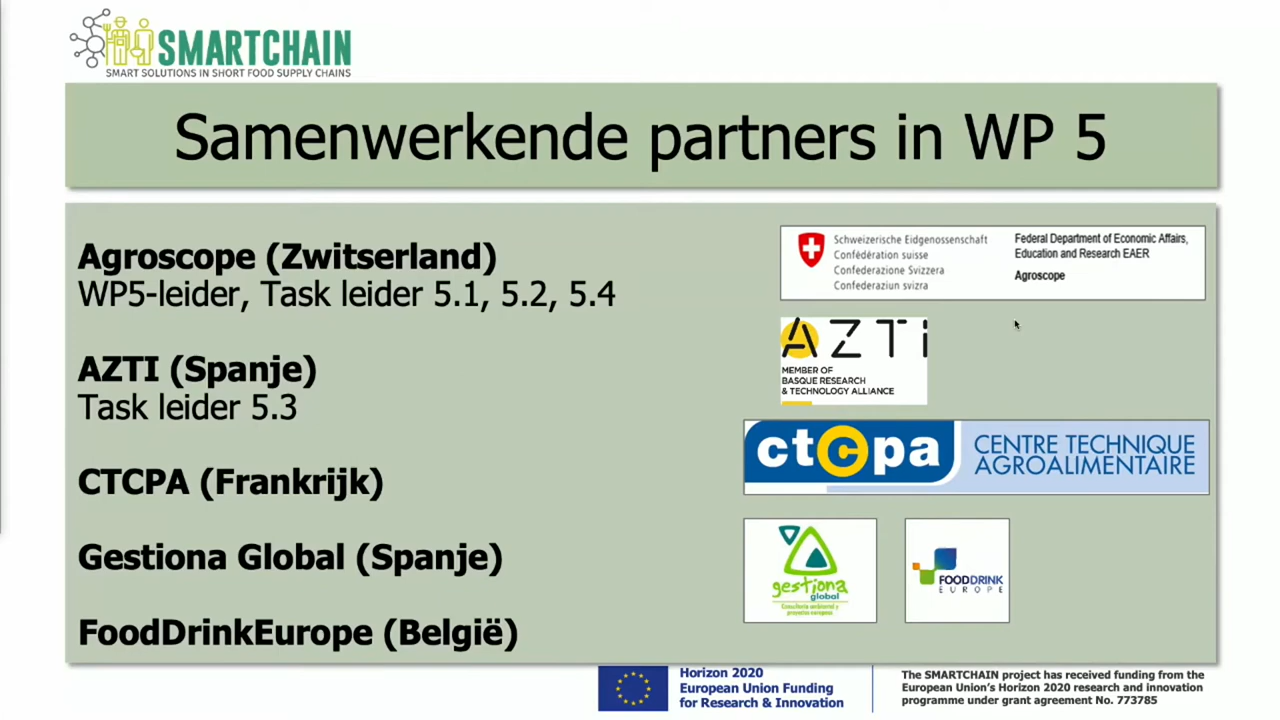 SMARTCHAIN
SMART SOLUTIONS IN SHORT FOOD SUPPLY CHAINS
Samenwerkende partners in WP 5
Agroscope (Zwitserland)
WP5-leider, Task leider 5.1, 5.2, 5.4
AZTI (Spanje)
Task leider 5.3
CTCPA (Frankrijk)
Gestiona Global (Spanje)
FoodDrinkEurope (België)
Schweizerische Eidgenossenschaft
Confédération suisse
Confederazione Svizzera
Confederaziun svizra
Federal Department of Economic Affairs,
Education and Research EAER
Agroscope
AZTi
MEMBER OF
BASQUE RESEARCH
& TECHNOLOGY ALLIANCE
ctcpa
CENTRE TECHNIQUE
AGROALIMENTAIRE
gestiona
global
Consultoría ambiental y
proyectos europeos
FOODDRINK
EUROPE
Horizon 2020
European Union Funding
for Research & Innovation
The SMARTCHAIN project has received funding from the
European Union's Horizon 2020 research and innovation
programme under grant agreement No. 773785